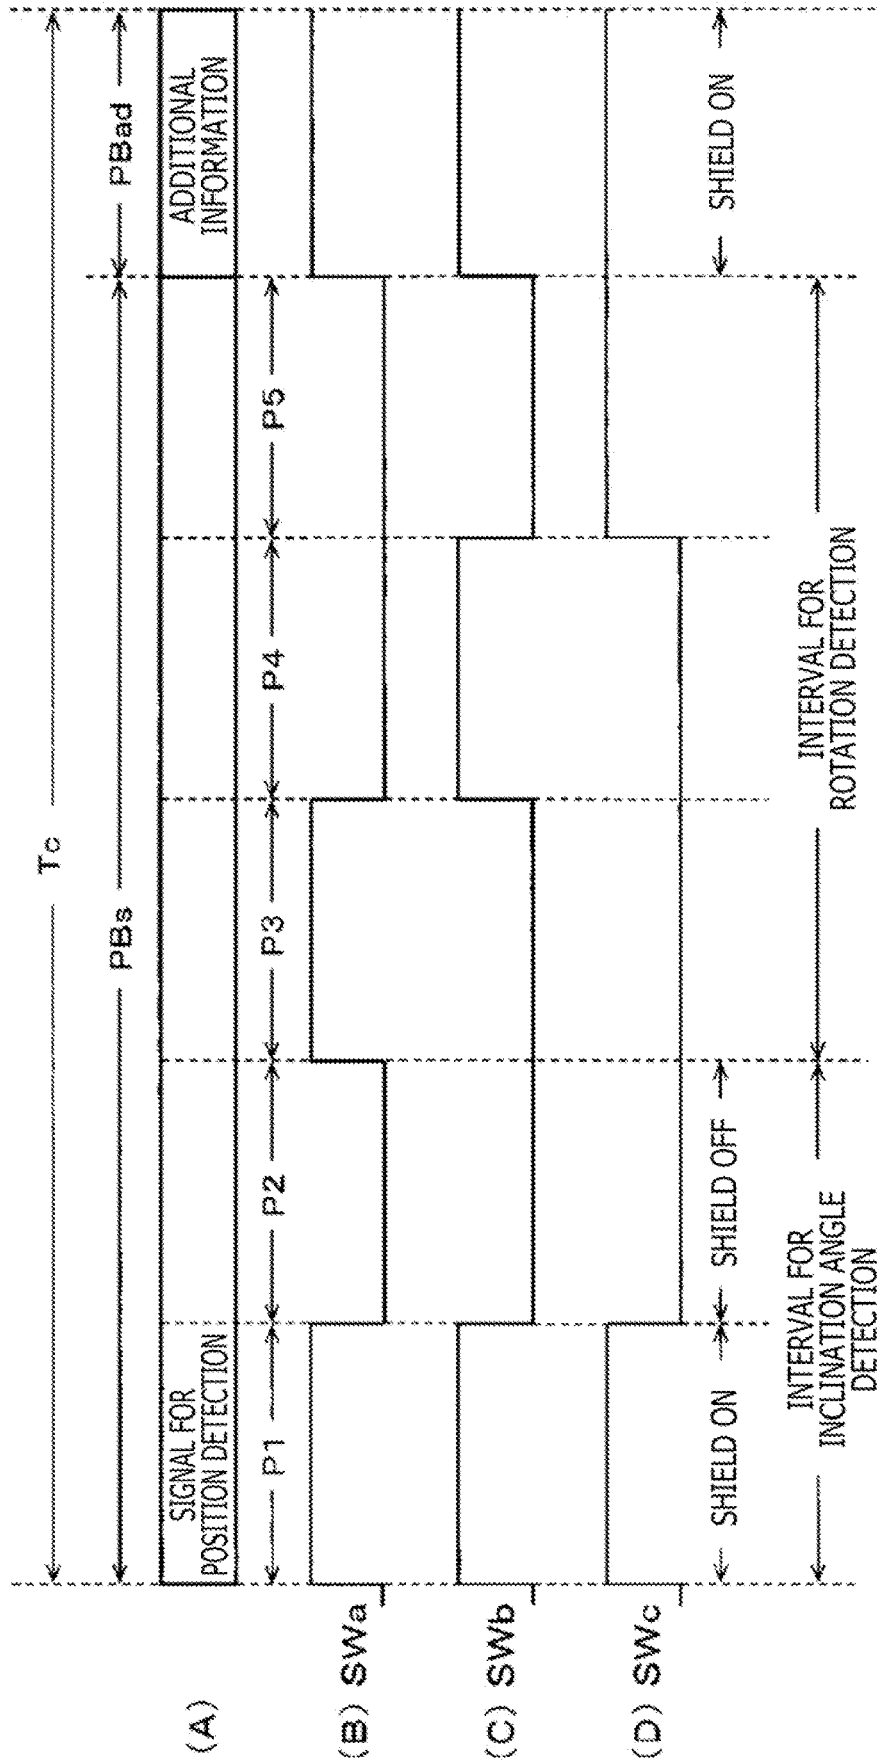 Tc
PBs
PBad
(A)
SIGNAL FOR
POSITION DETECTION
ADDITIONAL
INFORMATION
P1
P2
P3
P4
P5
(B) SWa
(C) SWb
(D) SWc
SHIELD ON
SHIELD OFF
SHIELD ON
INTERVAL FOR
INCLINATION ANGLE
DETECTION
INTERVAL FOR
ROTATION DETECTION